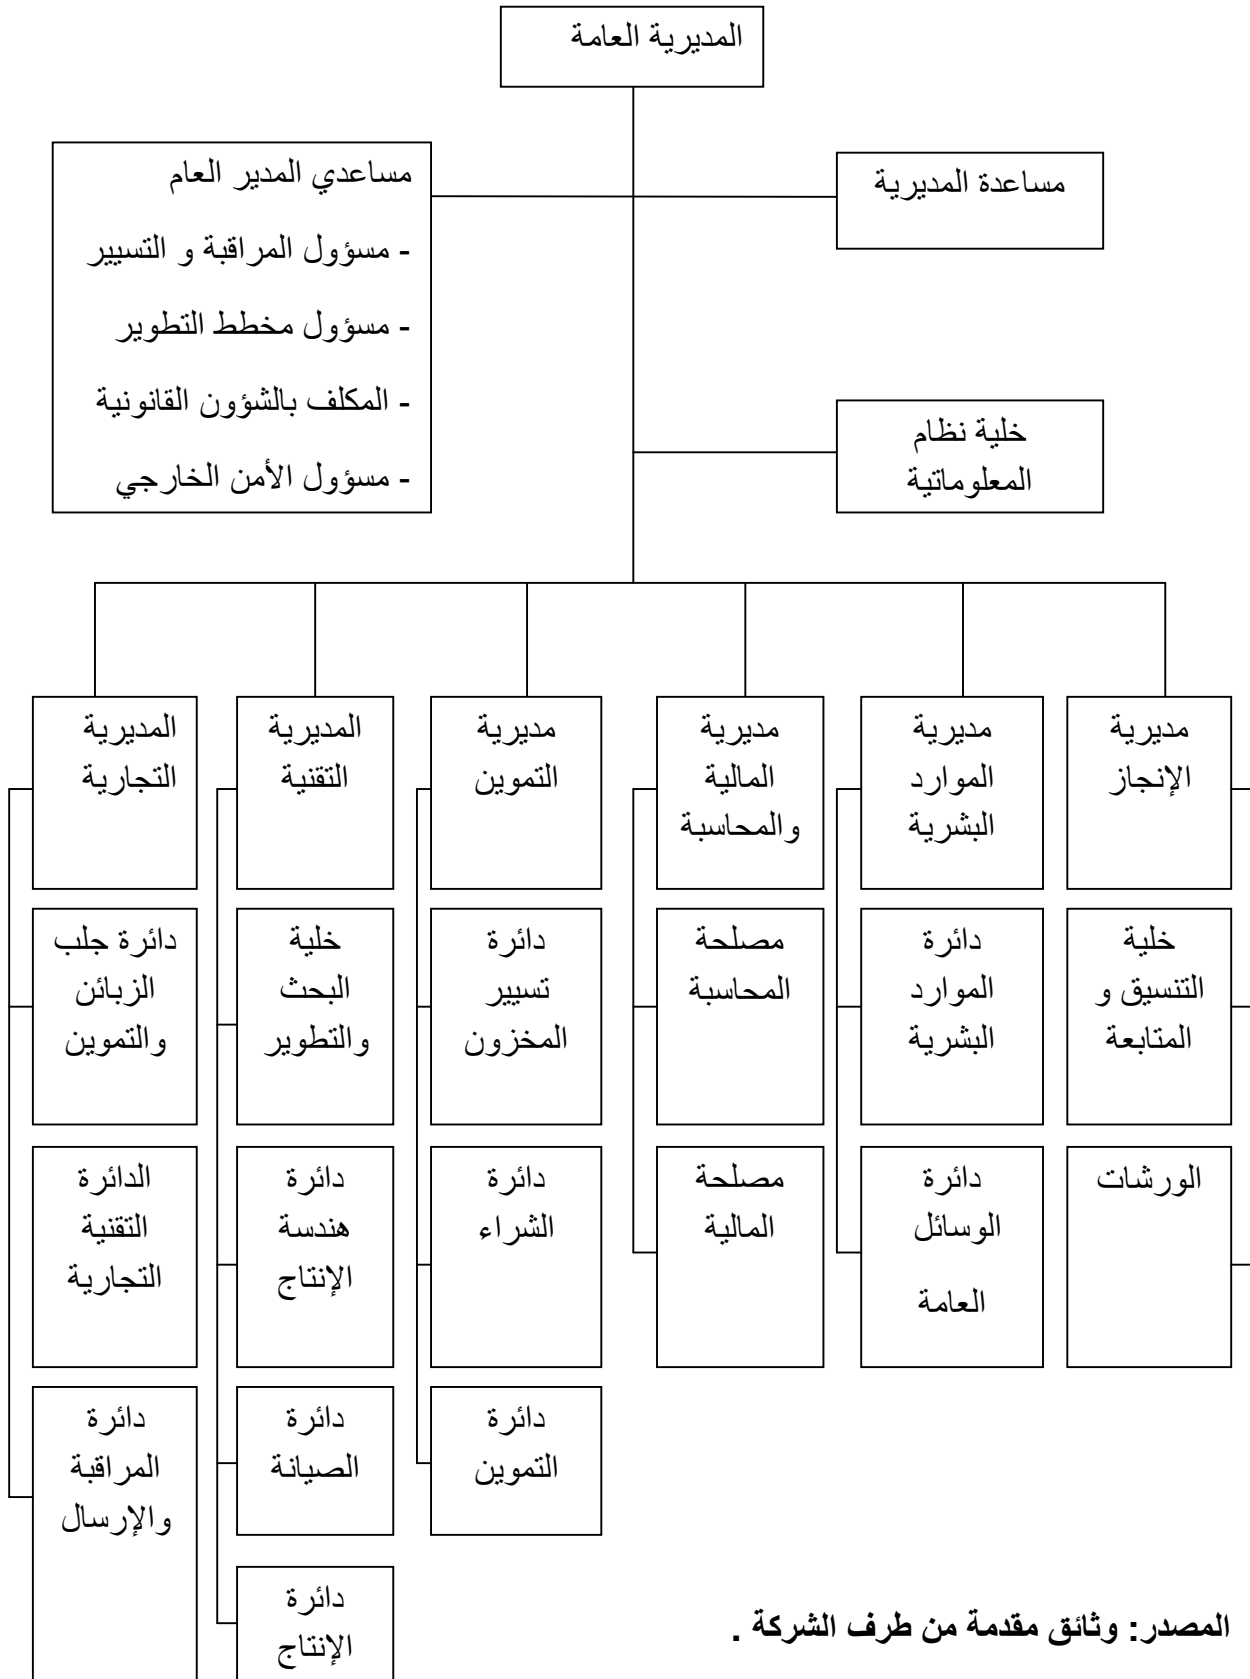 المديرية العامة
مساعدة المديرية
مساعدي المدير العام
- مسؤول المراقبة و التسيير
- مسؤول مخطط التطوير
- المكلف بالشؤون القانونية
- مسؤول الأمن الخارجي
خلية نظام
المعلوماتية
مديرية
الإنجاز
مديرية
الموارد
البشرية
مديرية
المالية
والمحاسبة
مديرية
التموين
المديرية
التقنية
المديرية
التجارية
خلية
التنسيق و
المتابعة
دائرة
الموارد
البشرية
مصلحة
المحاسبة
دائرة
تسيير
المخزون
خلية
البحث
والتطوير
دائرة جلب
الزبائن
والتموين
الورشات
دائرة
الوسائل
العامة
مصلحة
المالية
دائرة
الشراء
دائرة
هندسة
الإنتاج
الدائرة
التقنية
التجارية
دائرة
التموين
دائرة
الصيانة
دائرة
المراقبة
والإرسال
دائرة
الإنتاج
المصدر: وثائق مقدمة من طرف الشركة .